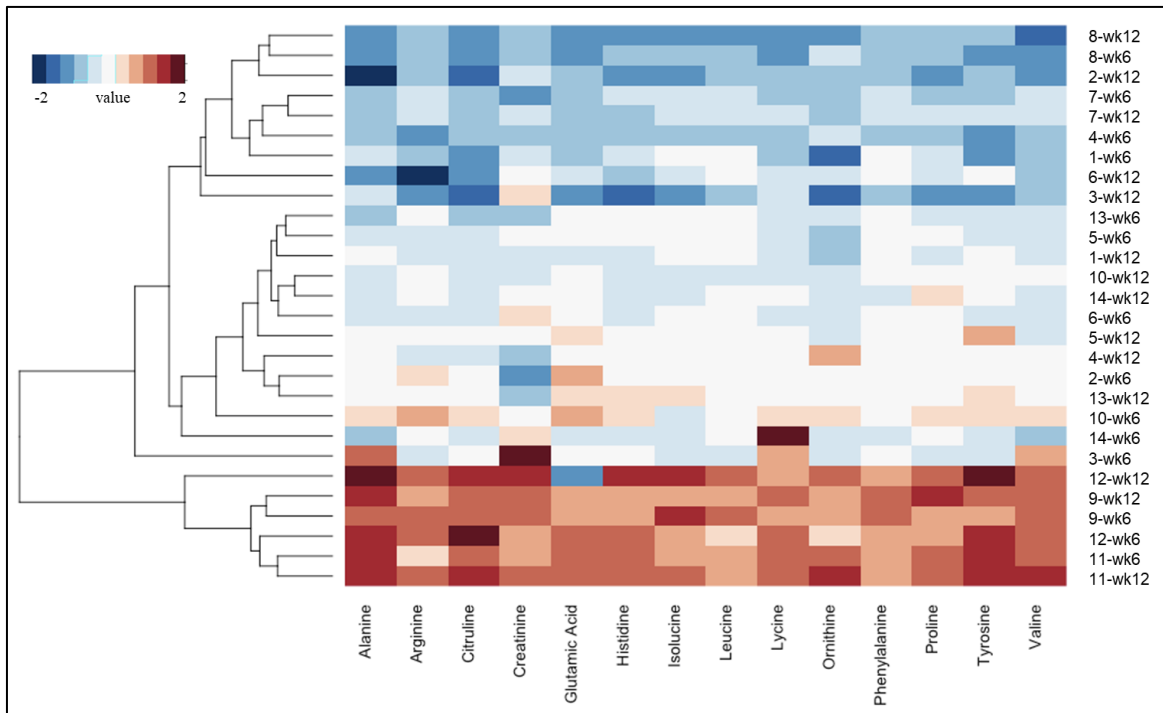 -2 value 2
8-wk12
8-wk6
2-wk12
7-wk6
7-wk12
4-wk6
1-wk6
6-wk12
3-wk12
13-wk6
5-wk6
1-wk12
10-wk12
14-wk12
6-wk6
5-wk12
4-wk12
2-wk6
13-wk12
10-wk6
14-wk6
3-wk6
12-wk12
9-wk12
9-wk6
12-wk6
11-wk6
11-wk12
Alanine
Arginine
Citruline
Creatinine
Glutamic Acid
Histidine
Isolucine
Leucine
Lycine
Ornithine
Phenylalanine
Proline
Tyrosine
Valine